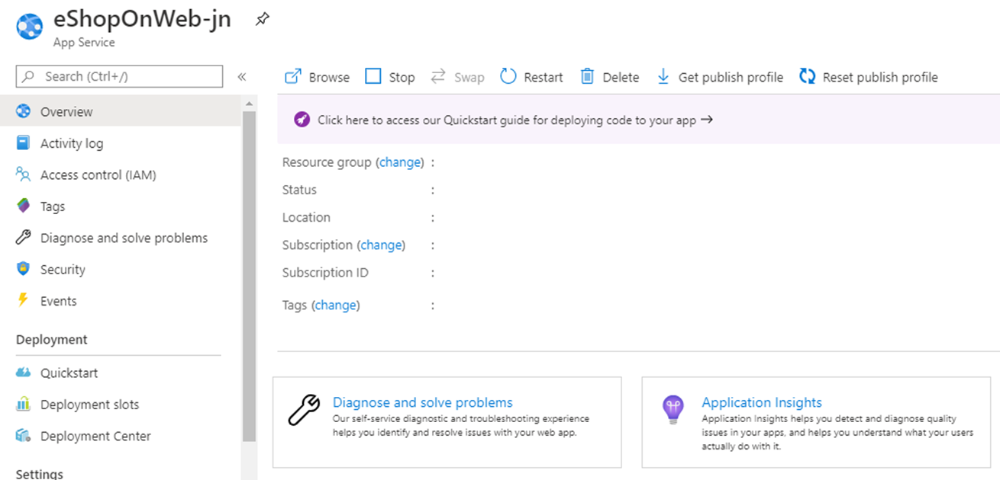 eShopOnWeb-jn
App Service
Search (Ctrl+/)
«
Overview
Activity log
Access control (IAM)
Tags
Diagnose and solve problems
Security
Events
Deployment
Quickstart
Deployment slots
Deployment Center
Settings
Browse Stop Swap Restart Delete Get publish profile Reset publish profile
Click here to access our Quickstart guide for deploying code to your app →
Resource group (change) :
Status :
Location :
Subscription (change) :
Subscription ID :
Tags (change) :
Diagnose and solve problems
Our self-service diagnostic and troubleshooting experience
helps you identify and resolve issues with your web app.
Application Insights
Application Insights helps you detect and diagnose quality
issues in your apps, and helps you understand what your users
actually do with it.